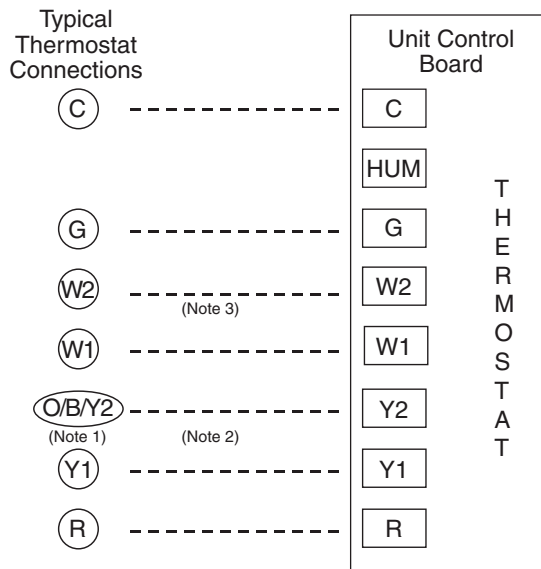 Typical
Thermostat
Connections
Unit Control
Board
C
C
HUM
G
G
W2
(Note 3)
W2
W1
W1
O/B/Y2
(Note 1)
(Note 2)
Y2
Y1
Y1
R
R
THERMOSTAT